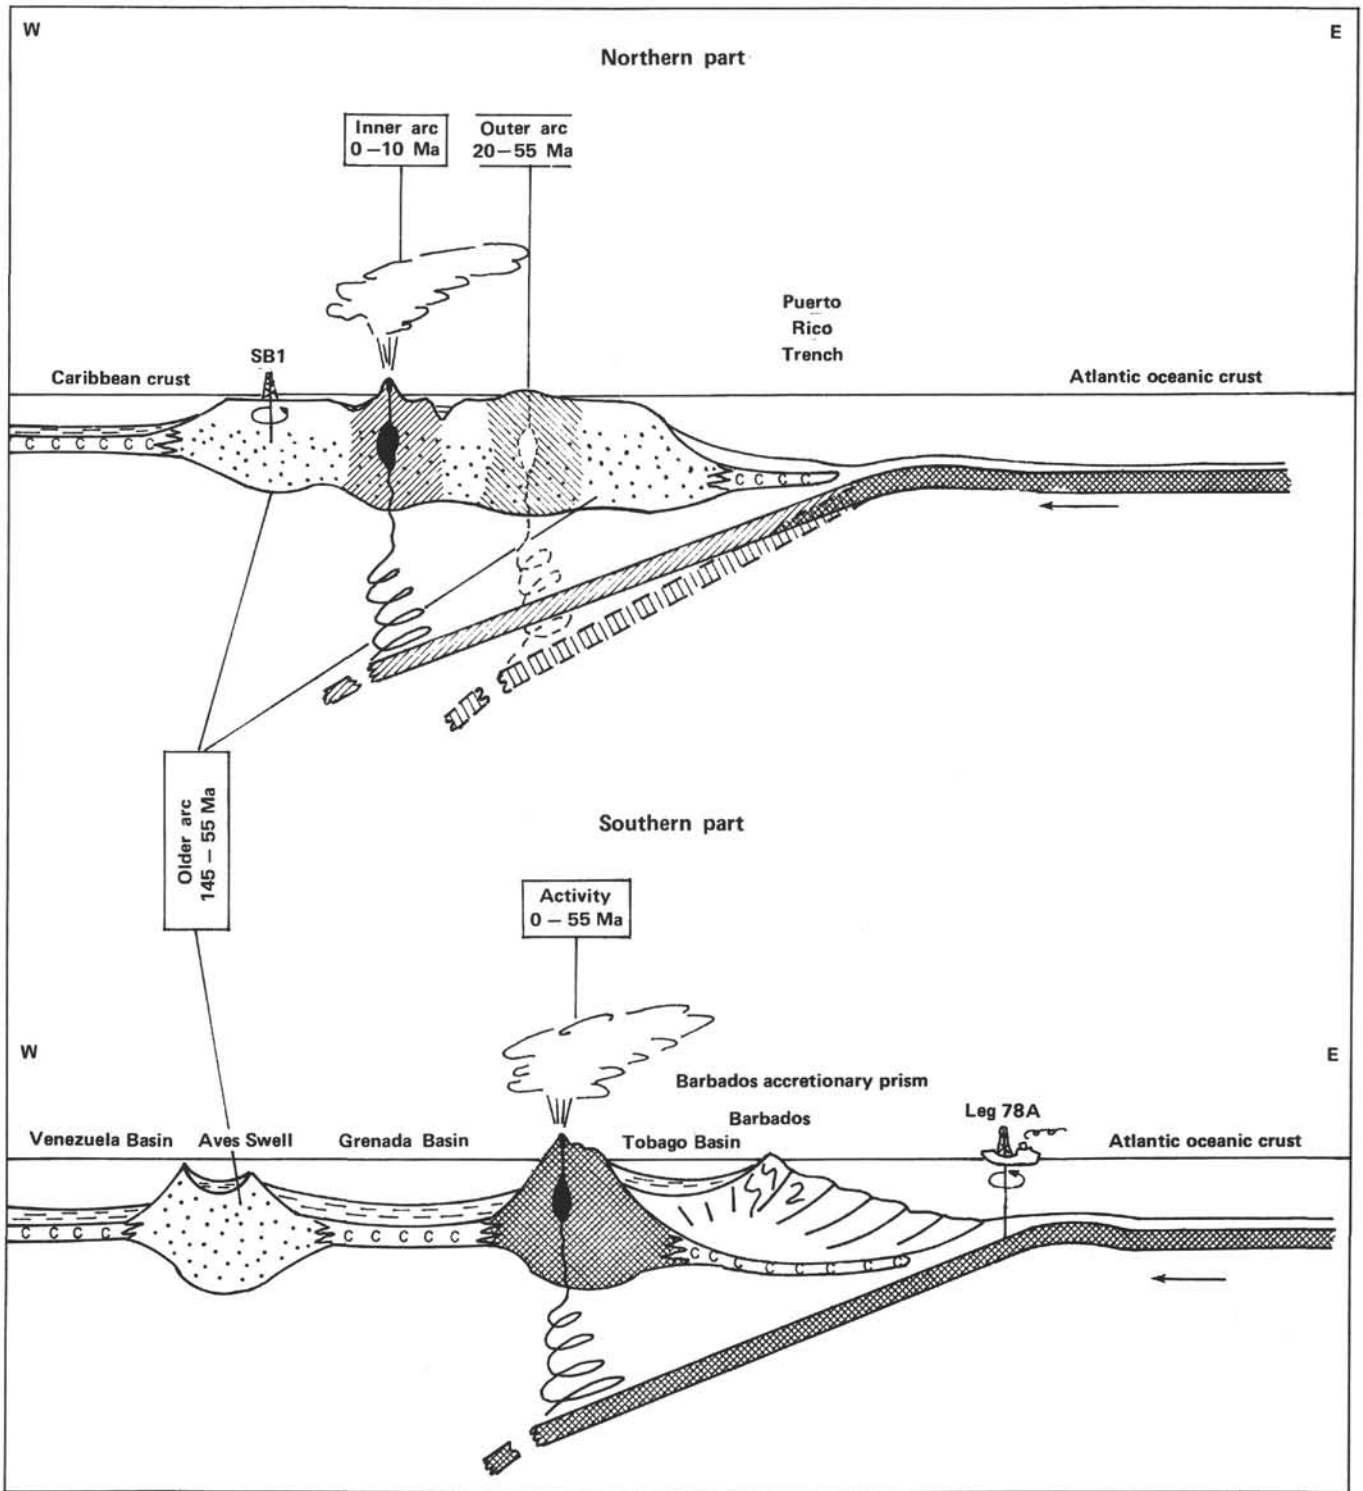 W
E
Northern part
Inner arc
0–10 Ma
Outer arc
20–55 Ma
Puerto
Rico
Trench
SB1
Caribbean crust
Atlantic oceanic crust
C C C C C C
C C C C
Older arc
145–55 Ma
Southern part
Activity
0–55 Ma
W
E
Barbados accretionary prism
Barbados
Leg 78A
Venezuela Basin
Aves Swell
Grenada Basin
Tobago Basin
Atlantic oceanic crust
C C C C
C C C C C
C C C C C C C